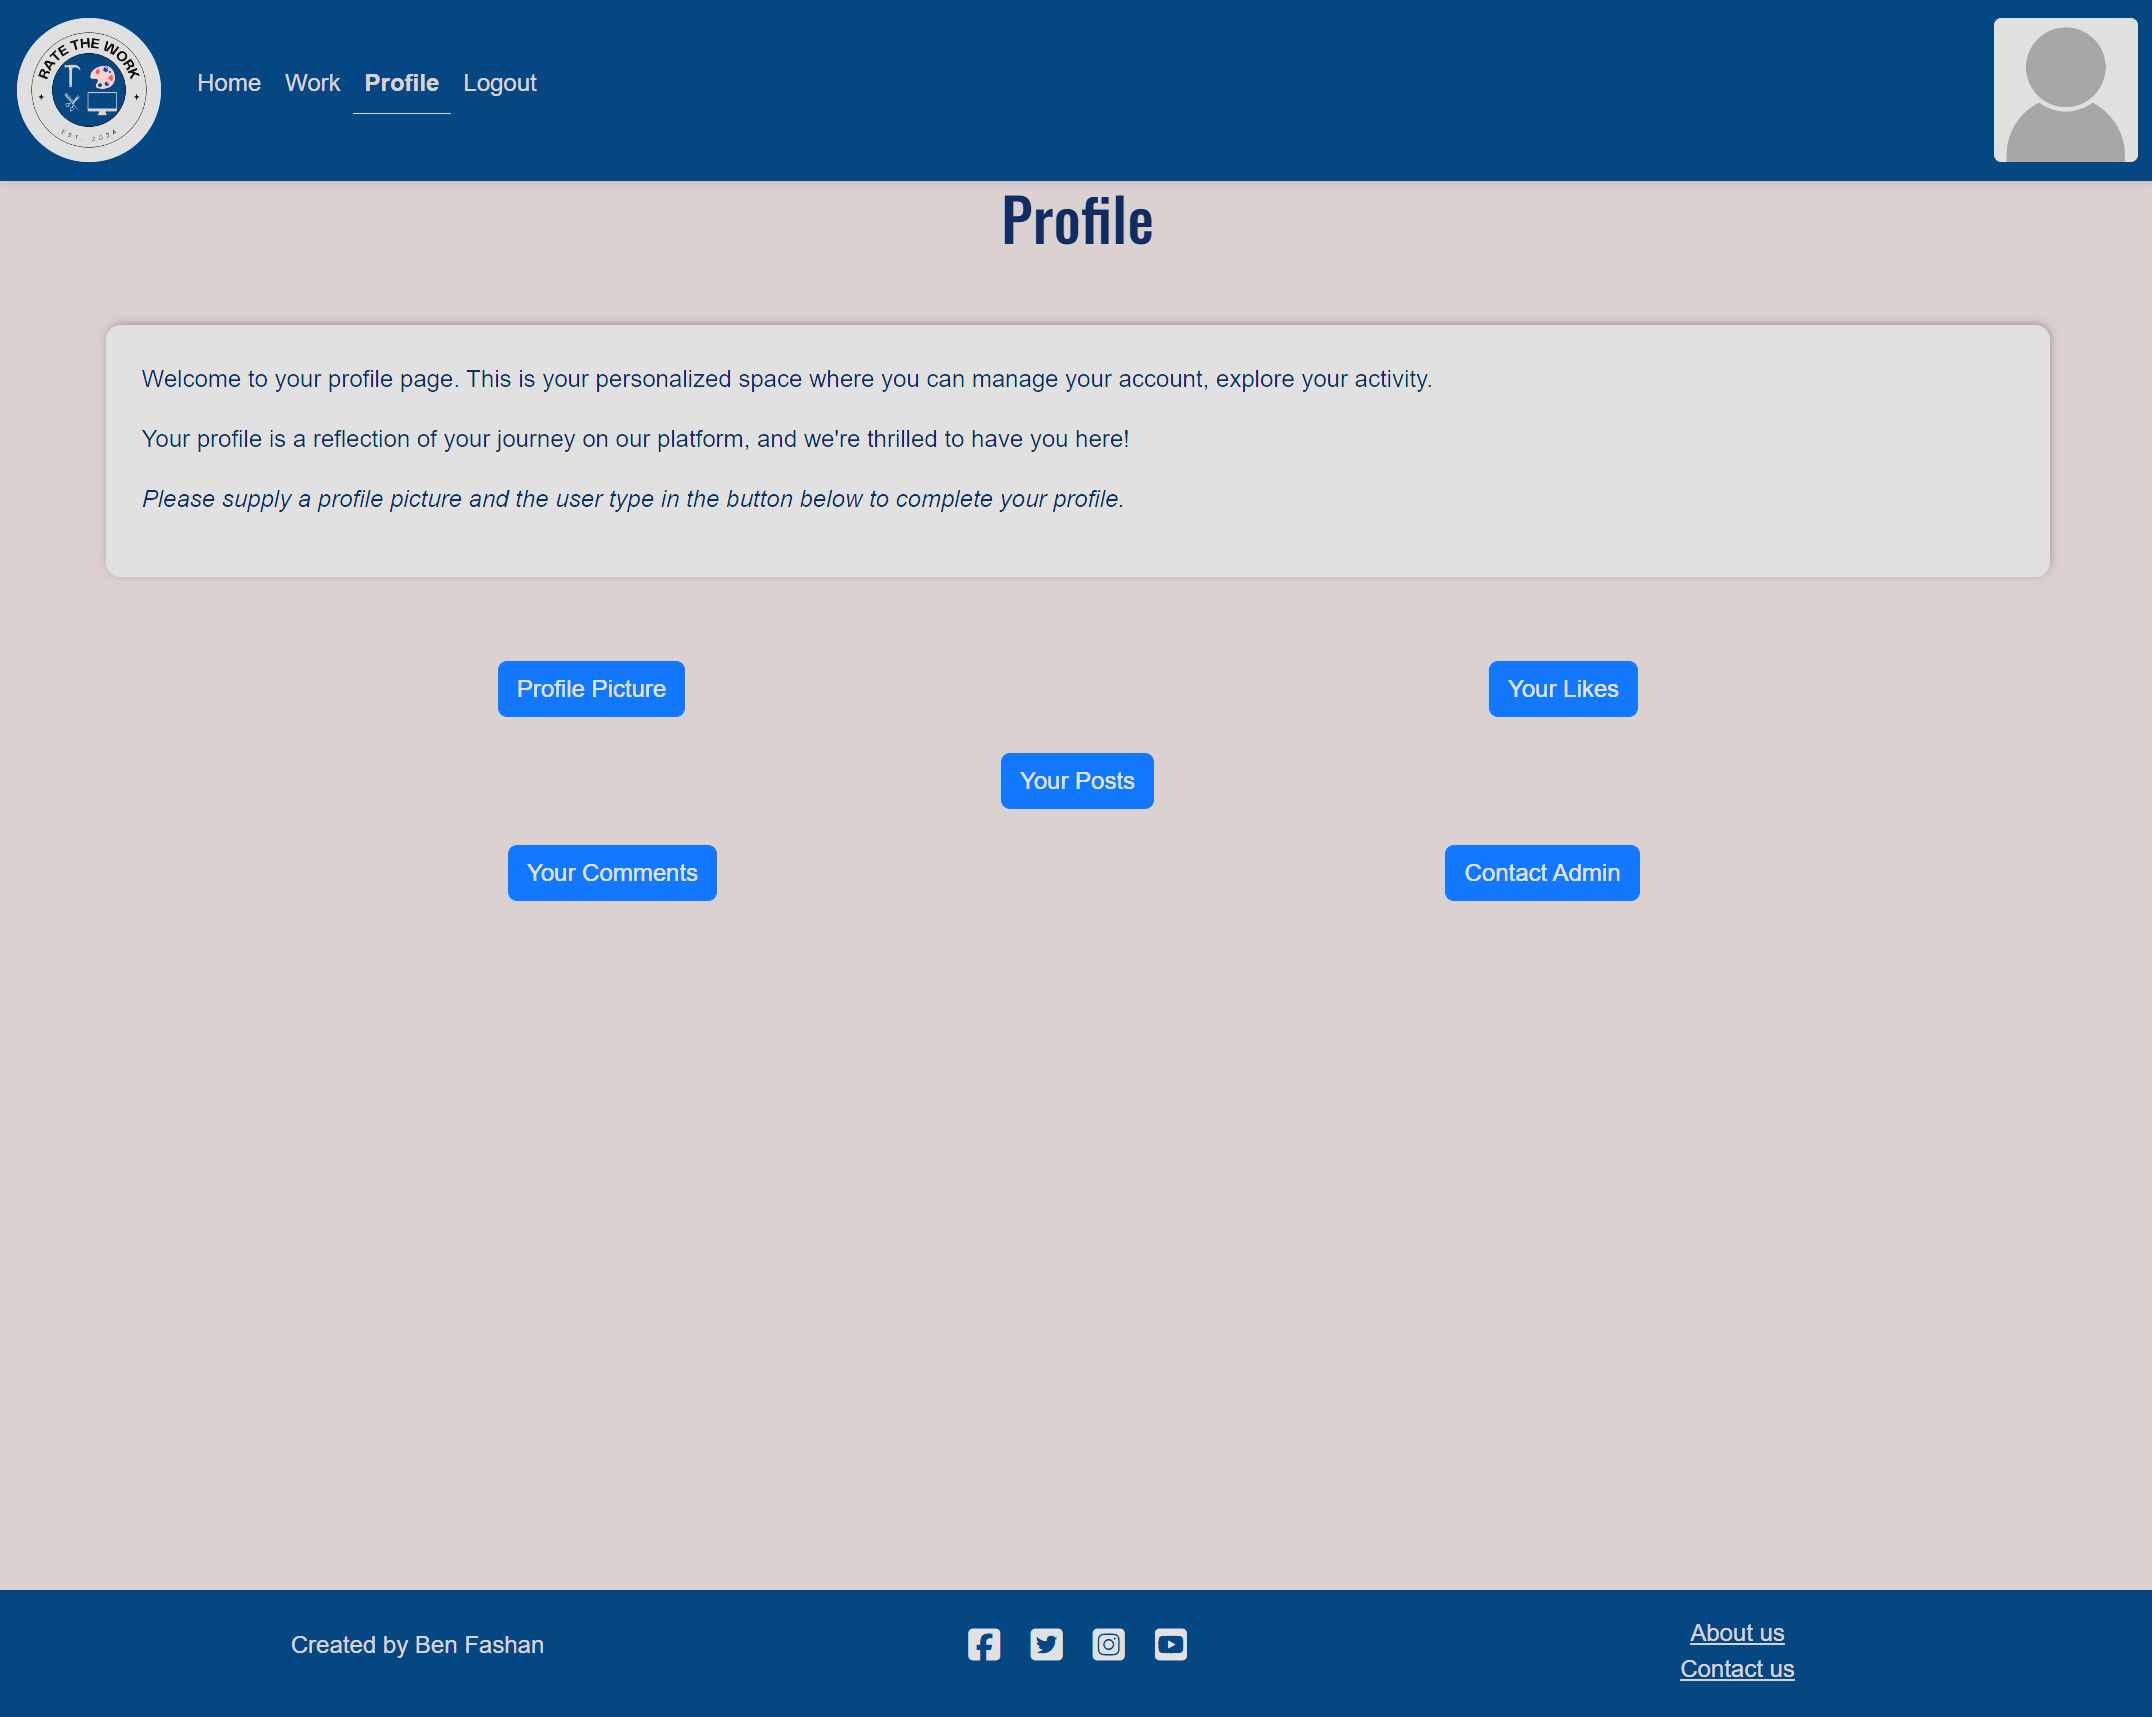 RATE THE WORK
EST. 2024
Home Work Profile Logout
Profile
Welcome to your profile page. This is your personalized space where you can manage your account, explore your activity.
Your profile is a reflection of your journey on our platform, and we're thrilled to have you here!
Please supply a profile picture and the user type in the button below to complete your profile.
Profile Picture
Your Likes
Your Posts
Your Comments
Contact Admin
Created by Ben Fashan
About us
Contact us